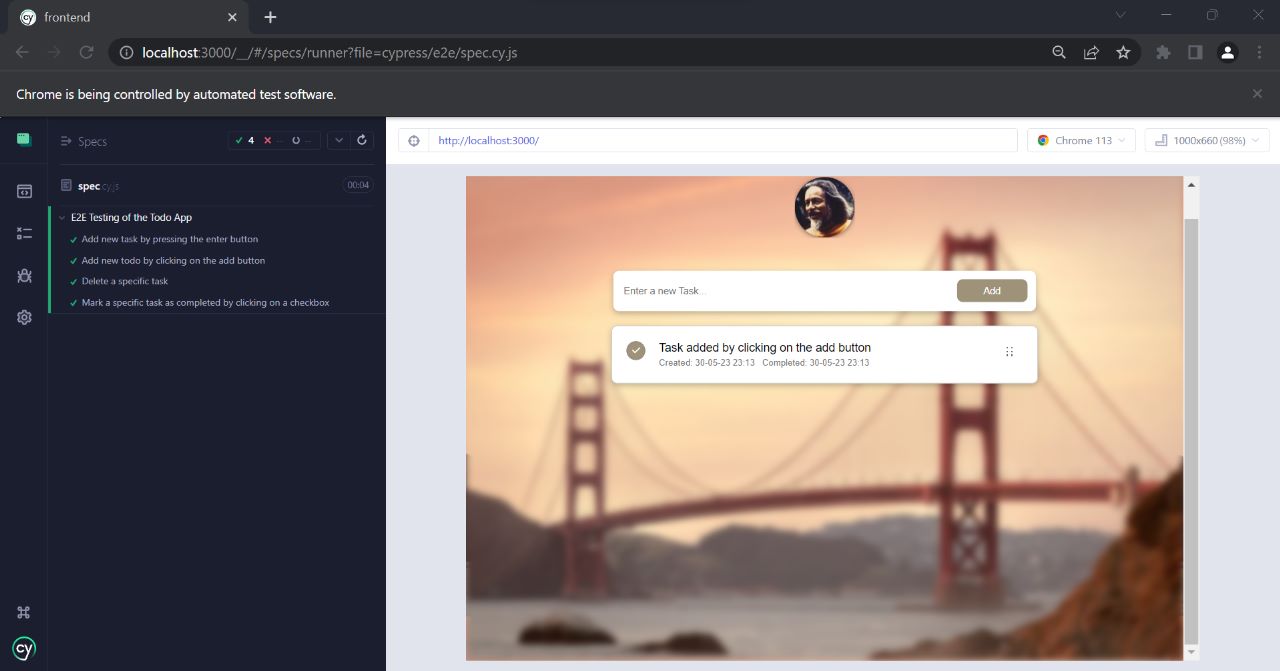 frontend
localhost:3000/__/#/specs/runner?file=cypress/e2e/spec.cy.js
Chrome is being controlled by automated test software.
Specs
4 -- --
http://localhost:3000/
Chrome 113
1000x660 (98%)
spec.cy.js
00:04
E2E Testing of the Todo App
Add new task by pressing the enter button
Add new todo by clicking on the add button
Delete a specific task
Mark a specific task as completed by clicking on a checkbox
Enter a new Task...
Add
Task added by clicking on the add button
Created: 30-05-23 23:13 Completed: 30-05-23 23:13
cy